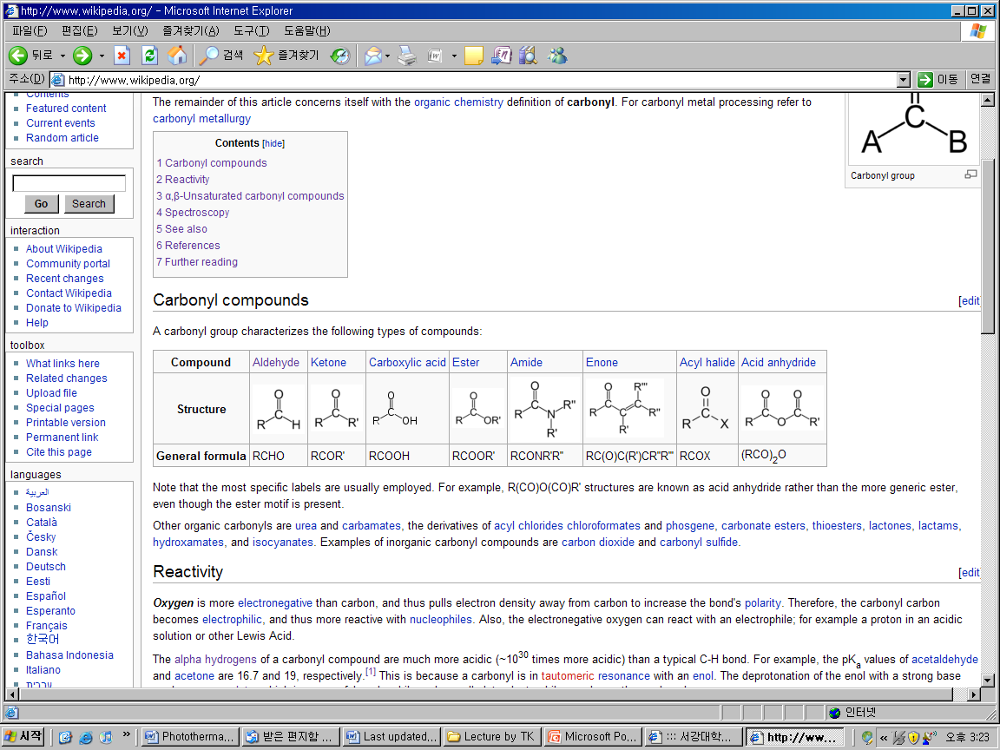 http://www.wikipedia.org/ - Microsoft Internet Explorer
파일(F) 편집(E) 보기(V) 즐겨찾기(A) 도구(T) 도움말(H)
뒤로 검색 즐겨찾기
주소(D) http://www.wikipedia.org/ 이동 연결
Contents
Featured content
Current events
Random article
search
Go Search
interaction
About Wikipedia
Community portal
Recent changes
Contact Wikipedia
Donate to Wikipedia
Help
toolbox
What links here
Related changes
Upload file
Special pages
Printable version
Permanent link
Cite this page
languages
العربية
Bosanski
Català
Česky
Dansk
Deutsch
Eesti
Español
Esperanto
Français
한국어
Bahasa Indonesia
Italiano
עברית
The remainder of this article concerns itself with the organic chemistry definition of carbonyl. For carbonyl metal processing refer to
carbonyl metallurgy
C
A B
Carbonyl group
Contents [hide]
1 Carbonyl compounds
2 Reactivity
3 α,β-Unsaturated carbonyl compounds
4 Spectroscopy
5 See also
6 References
7 Further reading
Carbonyl compounds [edit
A carbonyl group characterizes the following types of compounds:
Compound Aldehyde Ketone Carboxylic acid Ester Amide Enone Acyl halide Acid anhydride
Structure
General formula RCHO RCOR' RCOOH RCOOR' RCONR'R'' RC(O)C(R')CR''R''' RCOX (RCO)2O
Note that the most specific labels are usually employed. For example, R(CO)O(CO)R' structures are known as acid anhydride rather than the more generic ester,
even though the ester motif is present.
Other organic carbonyls are urea and carbamates, the derivatives of acyl chlorides chloroformates and phosgene, carbonate esters, thioesters, lactones, lactams,
hydroxamates, and isocyanates. Examples of inorganic carbonyl compounds are carbon dioxide and carbonyl sulfide.
Reactivity [edit
Oxygen is more electronegative than carbon, and thus pulls electron density away from carbon to increase the bond's polarity. Therefore, the carbonyl carbon
becomes electrophilic, and thus more reactive with nucleophiles. Also, the electronegative oxygen can react with an electrophile; for example a proton in an acidic
solution or other Lewis Acid.
The alpha hydrogens of a carbonyl compound are much more acidic (~10^30 times more acidic) than a typical C-H bond. For example, the pKa values of acetaldehyde
and acetone are 16.7 and 19, respectively.[1] This is because a carbonyl is in tautomeric resonance with an enol. The deprotonation of the enol with a strong base
인터넷
시작 » Phototherma... 받은 편지함 ... Last updated... Lecture by TK Microsoft Po... ::: 서강대학... http://ww... « 오후 3:23